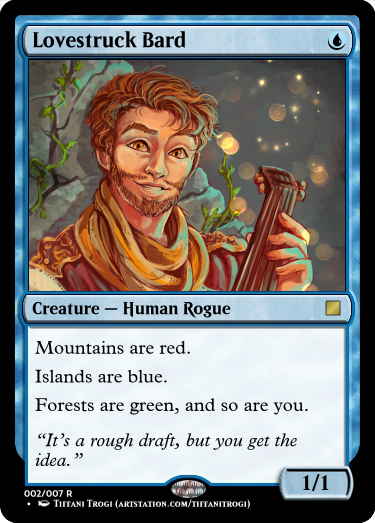 Lovestruck Bard
Creature — Human Rogue
Mountains are red.
Islands are blue.
Forests are green, and so are you.
“It’s a rough draft, but you get the
idea.”
1/1
002/007 R
• Tiffani Trogi (artstation.com/tiffanitrogi)